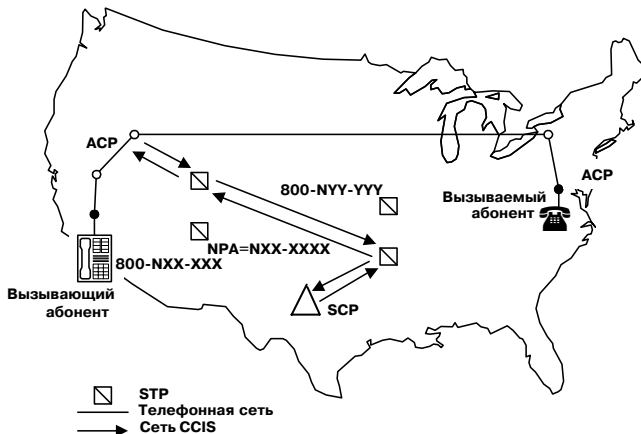 ACP
ACP
800-NYY-YYY
Вызываемый
абонент
NPA=NXX-XXXX
800-NXX-XXX
Вызывающий
абонент
SCP
STP
Телефонная сеть
Сеть CCIS